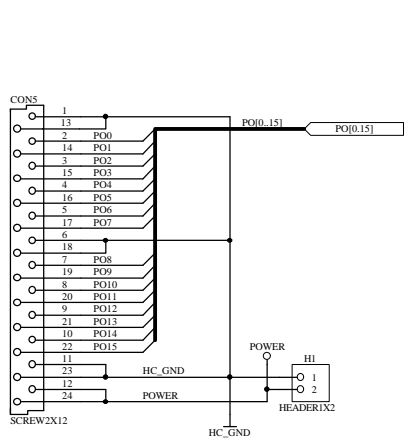 CON5
1
13
2 PO0
14 PO1
3 PO2
15 PO3
4 PO4
16 PO5
5 PO6
17 PO7
6
18
7 PO8
19 PO9
8 PO10
20 PO11
9 PO12
21 PO13
10 PO14
22 PO15
11
23 HC_GND
12
24 POWER
SCREW2X12
PO[0..15]
PO[0.15]
POWER
H1
1
2
HEADER1X2
HC_GND